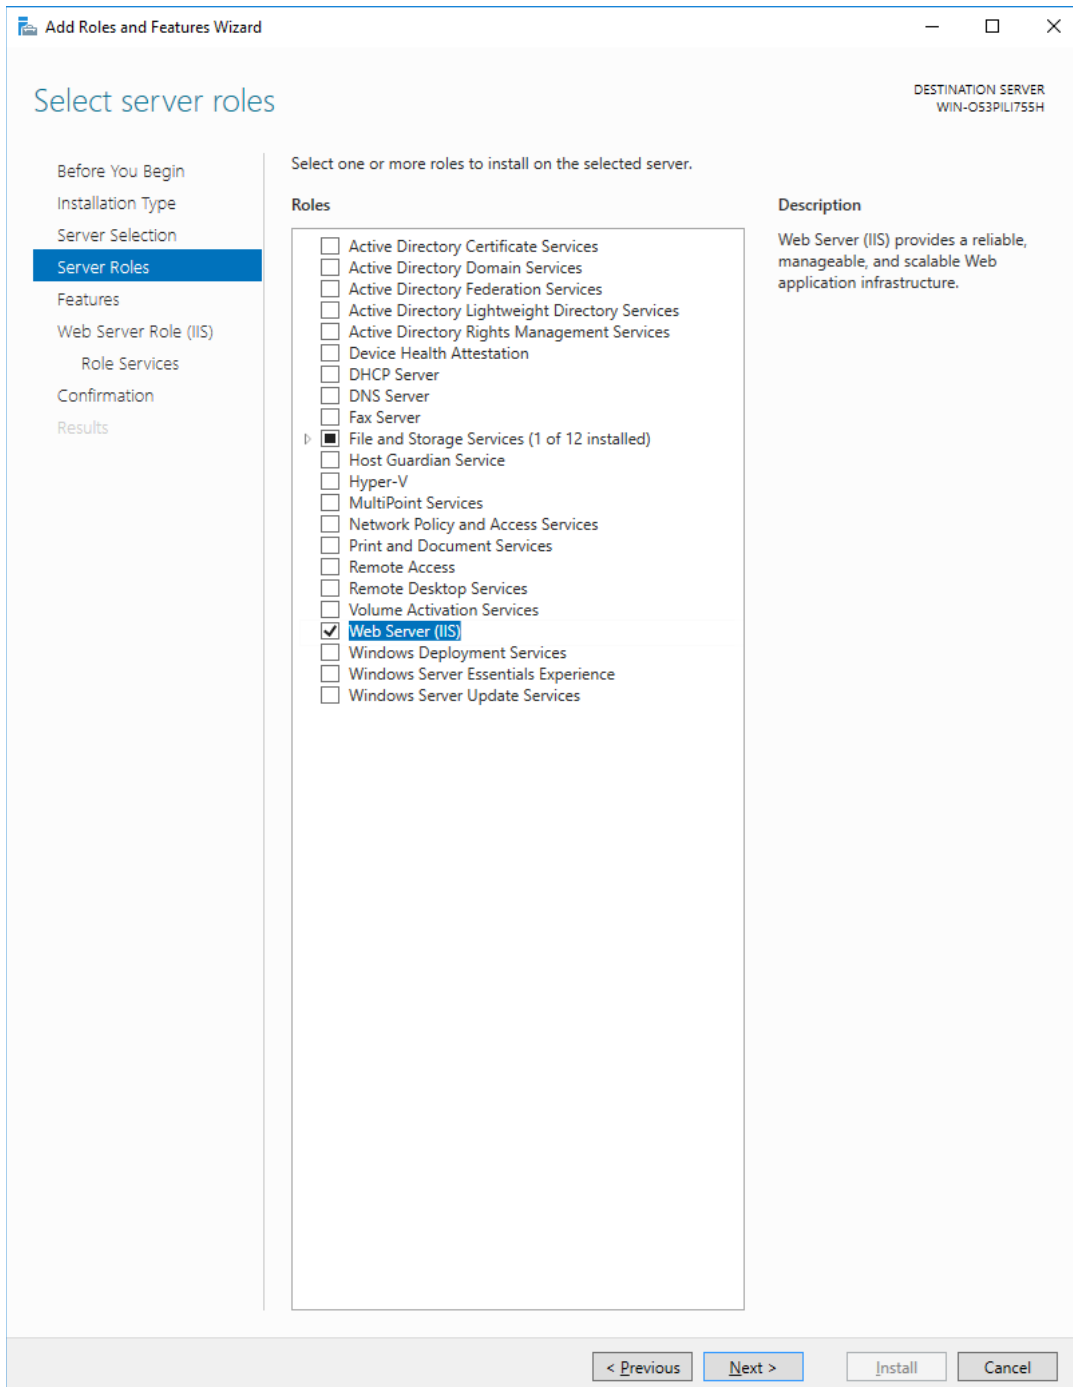 Add Roles and Features Wizard
Select server roles
DESTINATION SERVER
WIN-O53PILI755H
Before You Begin
Installation Type
Server Selection
Server Roles
Features
Web Server Role (IIS)
Role Services
Confirmation
Results
Select one or more roles to install on the selected server.
Roles
Active Directory Certificate Services
Active Directory Domain Services
Active Directory Federation Services
Active Directory Lightweight Directory Services
Active Directory Rights Management Services
Device Health Attestation
DHCP Server
DNS Server
Fax Server
File and Storage Services (1 of 12 installed)
Host Guardian Service
Hyper-V
MultiPoint Services
Network Policy and Access Services
Print and Document Services
Remote Access
Remote Desktop Services
Volume Activation Services
Web Server (IIS)
Windows Deployment Services
Windows Server Essentials Experience
Windows Server Update Services
Description
Web Server (IIS) provides a reliable,
manageable, and scalable Web
application infrastructure.
< Previous
Next >
Install
Cancel